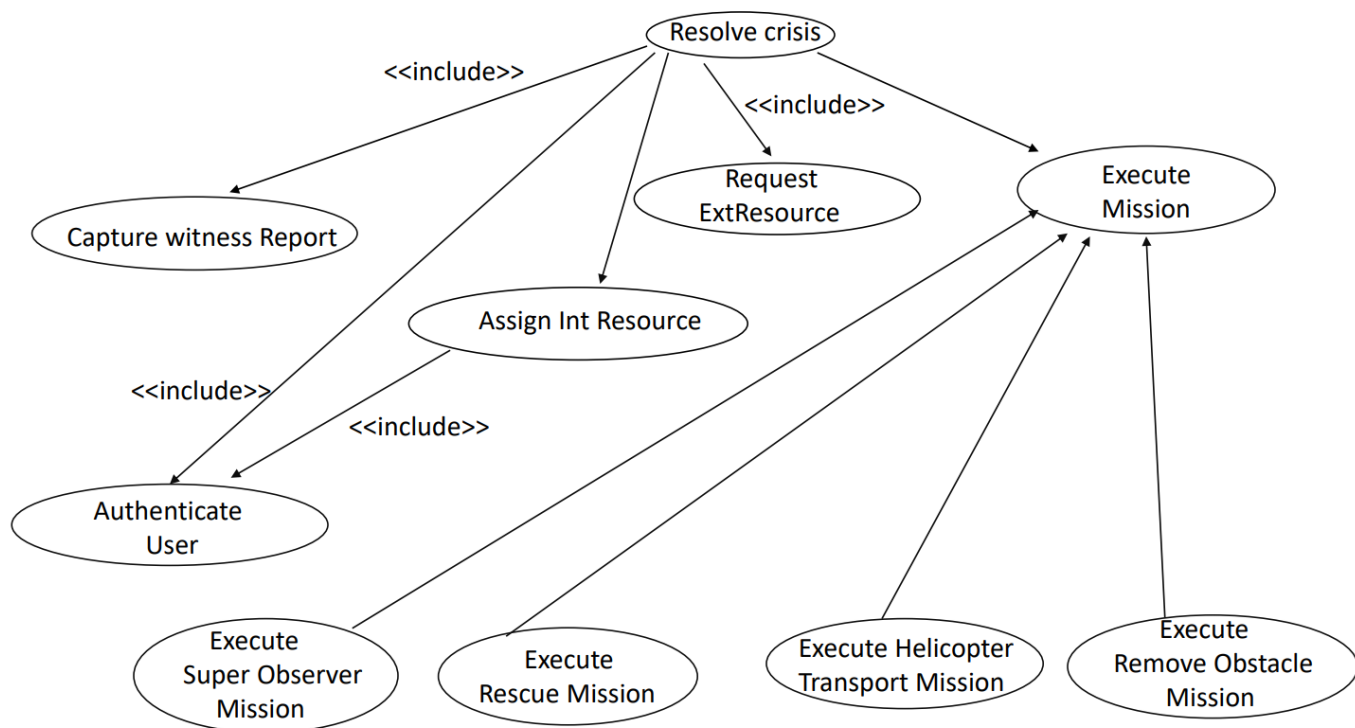 Resolve crisis
<<include>>
<<include>>
Request
ExtResource
Execute
Mission
Capture witness Report
Assign Int Resource
<<include>>
<<include>>
Authenticate
User
Execute
Super Observer
Mission
Execute
Rescue Mission
Execute Helicopter
Transport Mission
Execute
Remove Obstacle
Mission